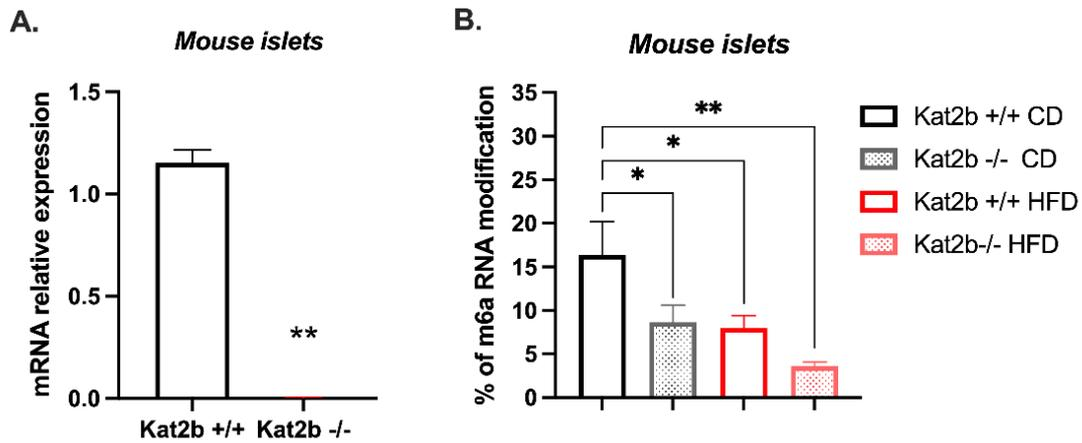 A.
Mouse islets
mRNA relative expression
1.5
1.0
0.5
0.0
**
Kat2b +/+ Kat2b -/-
B.
Mouse islets
% of m6a RNA modification
35
30
25
20
15
10
5
0
**
*
*
Kat2b +/+ CD
Kat2b -/-  CD
Kat2b +/+ HFD
Kat2b-/- HFD